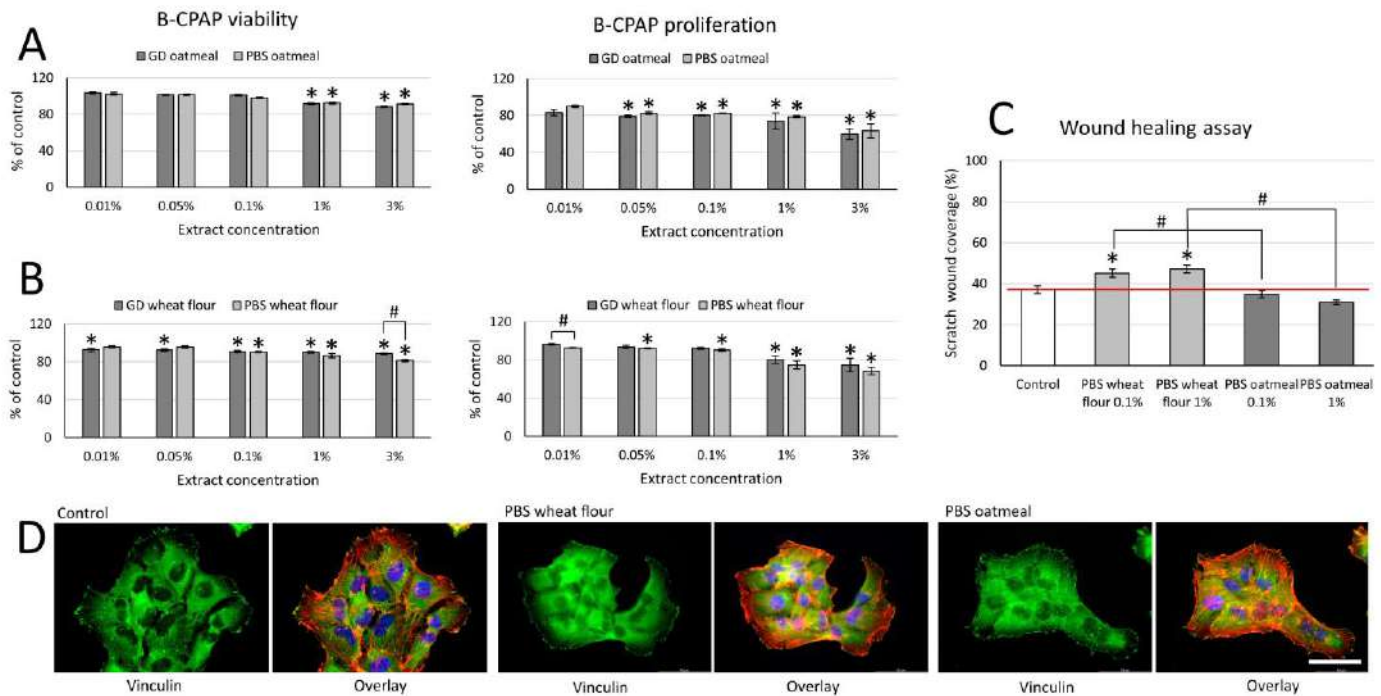 B-CPAP viability
B-CPAP proliferation
A
GD oatmeal PBS oatmeal
GD oatmeal PBS oatmeal
% of control
120
80
40
0
* * * *
0.01% 0.05% 0.1% 1% 3%
Extract concentration
% of control
120
80
40
0
* * * * * * * *
0.01% 0.05% 0.1% 1% 3%
Extract concentration
B
GD wheat flour PBS wheat flour
GD wheat flour PBS wheat flour
% of control
120
80
40
0
#
* * * * * * * *
0.01% 0.05% 0.1% 1% 3%
Extract concentration
% of control
120
80
40
0
#
* * * * * *
0.01% 0.05% 0.1% 1% 3%
Extract concentration
C
Wound healing assay
Scratch wound coverage (%)
100
80
60
40
20
0
#
#
* *
Control
PBS wheat
flour 0.1%
PBS wheat
flour 1%
PBS oatmeal
0.1%
PBS oatmeal
1%
D
Control
PBS wheat flour
PBS oatmeal
Vinculin
Overlay
Vinculin
Overlay
Vinculin
Overlay